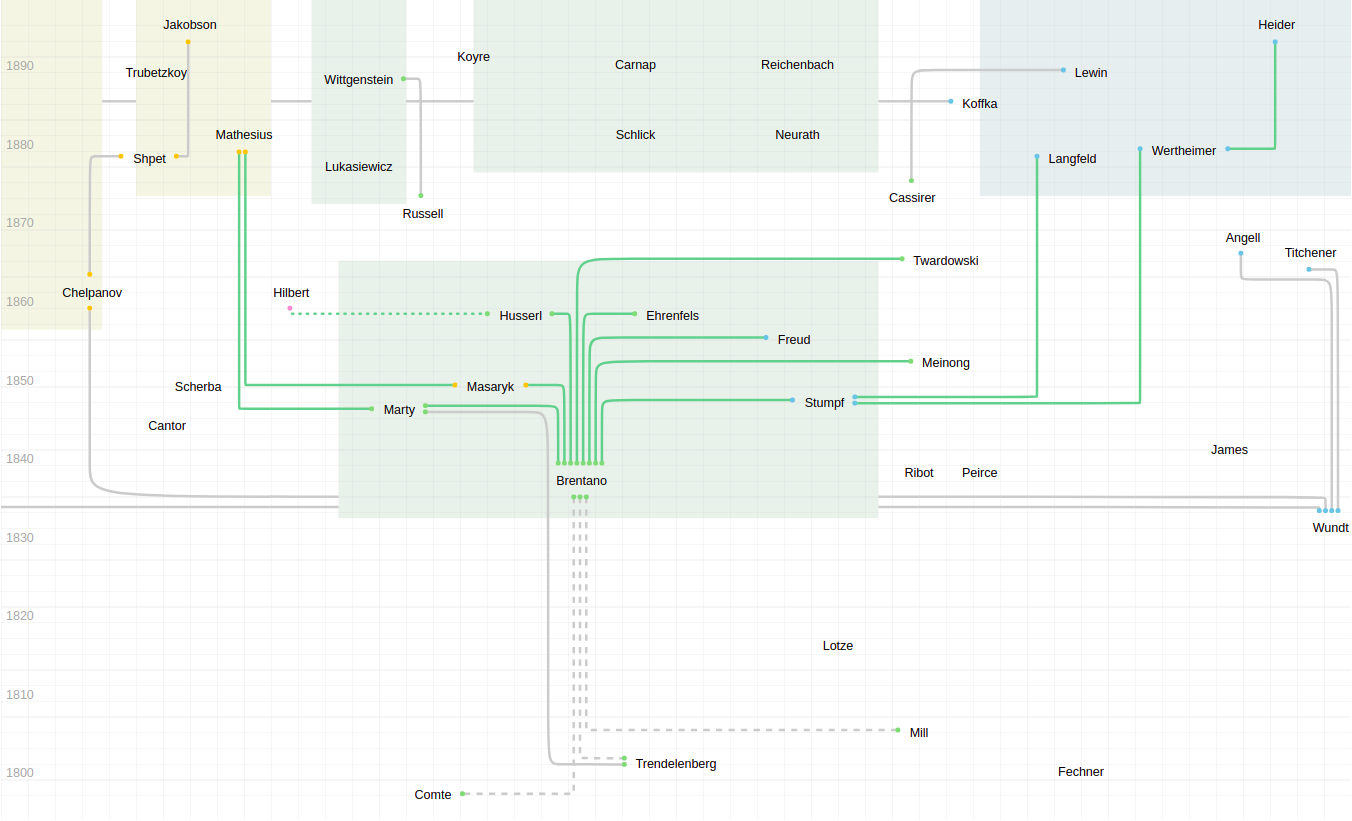 Jakobson
Heider
Koyre
1890
Carnap
Reichenbach
Trubetzkoy
Lewin
Wittgenstein
Koffka
Mathesius
Schlick
Neurath
1880
Shpet
Langfeld
Wertheimer
Lukasiewicz
Cassirer
Russell
1870
Angell
Titchener
Twardowski
Chelpanov
Hilbert
1860
Husserl
Ehrenfels
Freud
Meinong
1850
Scherba
Masaryk
Stumpf
Marty
Cantor
James
1840
Ribot
Peirce
Brentano
Wundt
1830
1820
Lotze
1810
Mill
Trendelenberg
1800
Fechner
Comte